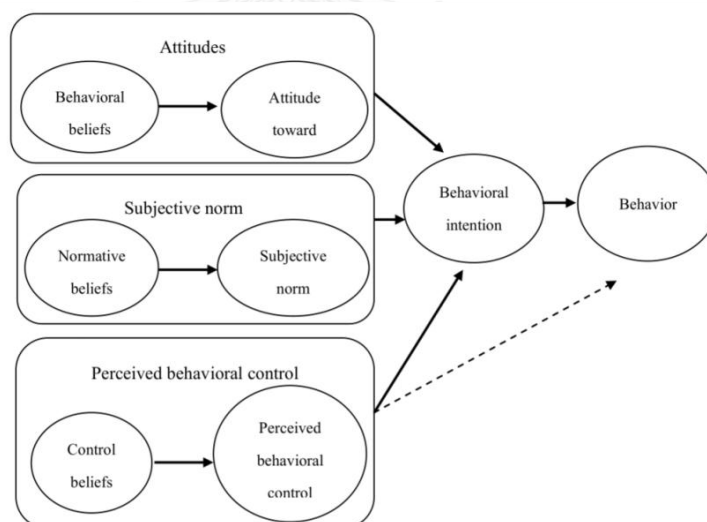 Attitudes
Behavioral
beliefs
Attitude
toward
Subjective norm
Normative
beliefs
Subjective
norm
Perceived behavioral control
Control
beliefs
Perceived
behavioral
control
Behavioral
intention
Behavior